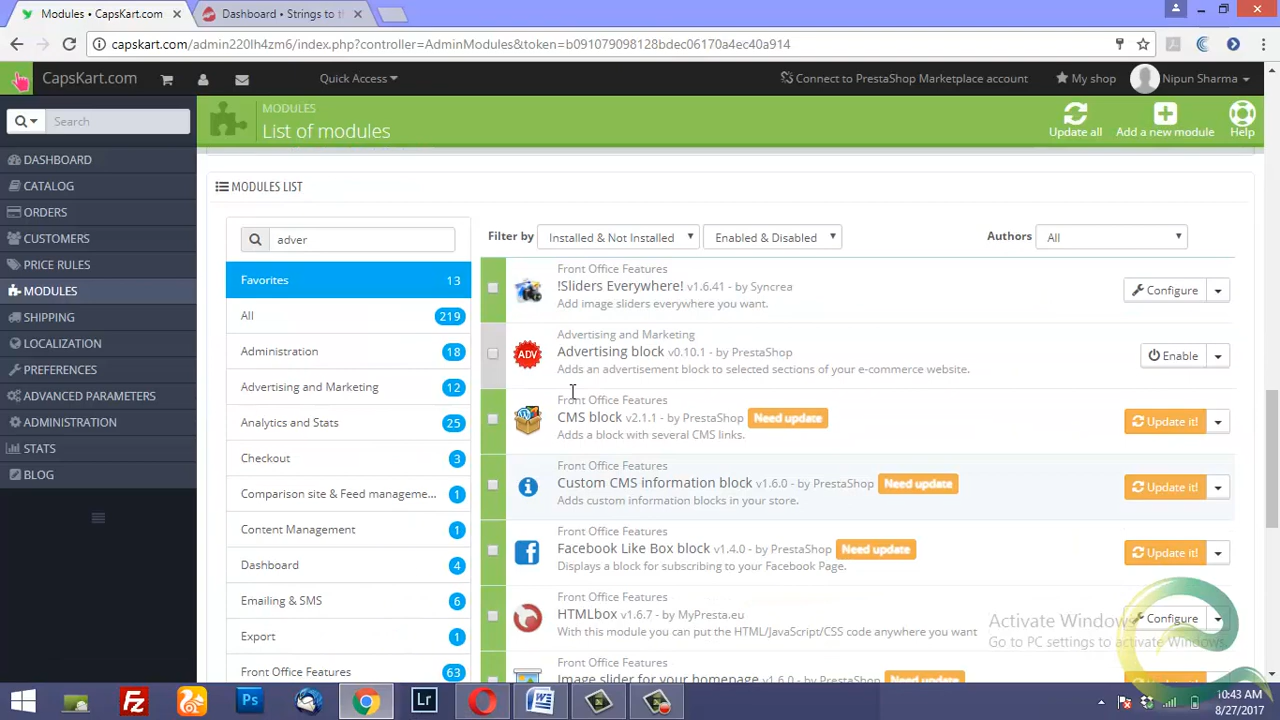 Modules • CapsKart.com
Dashboard • Strings to t
capskart.com/admin220lh4zm6/index.php?controller=AdminModules&token=b091079098128bdec06170a4ec40a914
CapsKart.com
Quick Access
Connect to PrestaShop Marketplace account
My shop
Nipun Sharma
Search
MODULES
List of modules
Update all
Add a new module
Help
DASHBOARD
CATALOG
ORDERS
CUSTOMERS
PRICE RULES
MODULES
SHIPPING
LOCALIZATION
PREFERENCES
ADVANCED PARAMETERS
ADMINISTRATION
STATS
BLOG
MODULES LIST
adver
Favorites 13
All 219
Administration 18
Advertising and Marketing 12
Analytics and Stats 25
Checkout 3
Comparison site & Feed manageme... 1
Content Management 1
Dashboard 4
Emailing & SMS 6
Export 1
Front Office Features 63
Filter by Installed & Not Installed Enabled & Disabled Authors All
Front Office Features
!Sliders Everywhere! v1.6.41 - by Syncrea
Add image sliders everywhere you want.
Configure
Advertising and Marketing
Advertising block v0.10.1 - by PrestaShop
Adds an advertisement block to selected sections of your e-commerce website.
Enable
ADV
Front Office Features
CMS block v2.1.1 - by PrestaShop Need update
Adds a block with several CMS links.
Update it!
Front Office Features
Custom CMS information block v1.6.0 - by PrestaShop Need update
Adds custom information blocks in your store.
Update it!
Front Office Features
Facebook Like Box block v1.4.0 - by PrestaShop Need update
Displays a block for subscribing to your Facebook Page.
Update it!
Front Office Features
HTMLbox v1.6.7 - by MyPresta.eu
With this module you can put the HTML/JavaScript/CSS code anywhere you want
Configure
Front Office Features
Image slider for your homepage v1.6.0 - by PrestaShop Need update
Activate Windows
Go to PC settings to activate Windows.
10:43 AM
8/27/2017